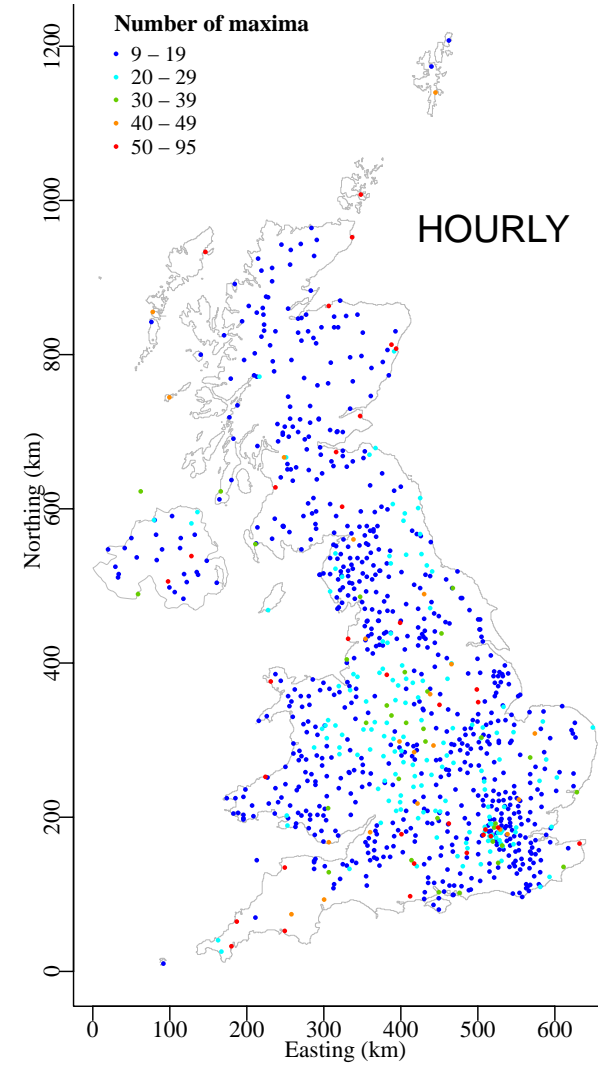 Number of maxima
9 – 19
20 – 29
30 – 39
40 – 49
50 – 95
HOURLY
Northing (km)
1200
1000
800
600
400
200
0
0 100 200 300 400 500 600
Easting (km)